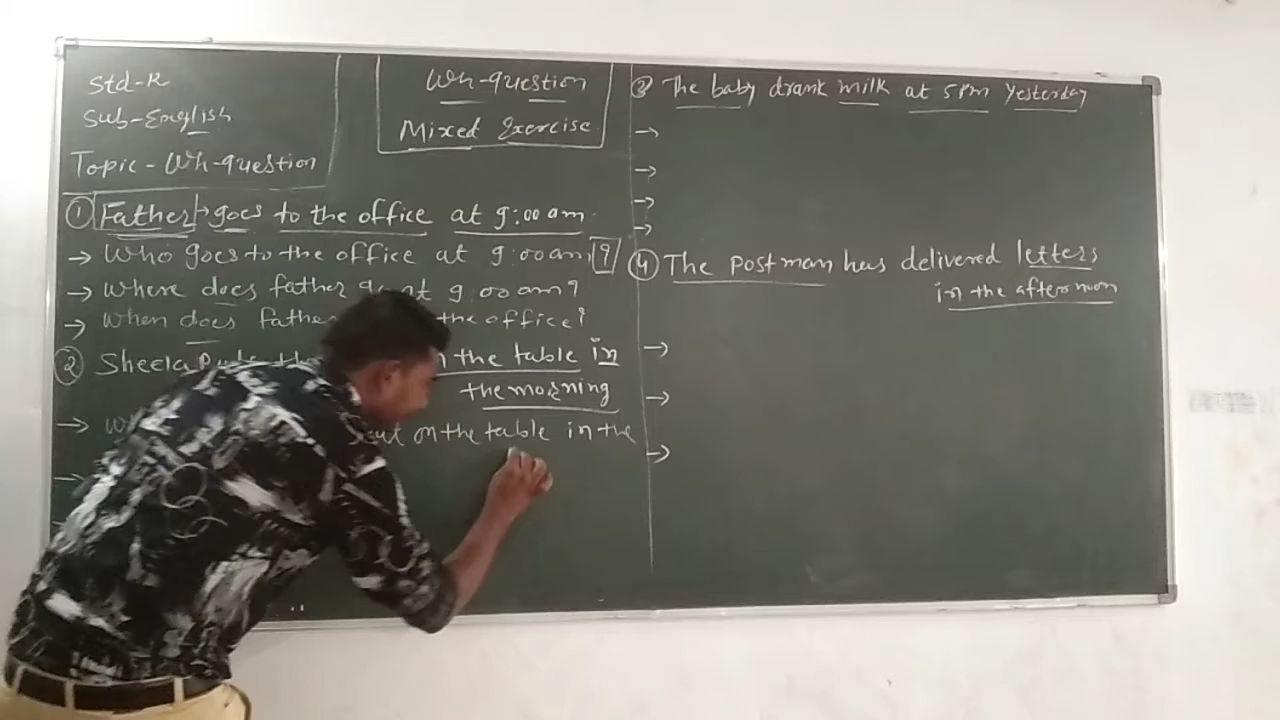 Sub-English
Topic - Wh-question
Wh-question
Mixed Exercise
① Father goes to the office at 9:00 am.
→ Who goes to the office at 9:00 am ?
→ Where does father at 9:00 am?
→ When does father the office?
② Sheela the table in
the morning
→ on the table in the
→
③ The baby drank milk at 5 pm yesterday
→
→
→
→
④ The postman has delivered letters
in the afternoon
→
→
→